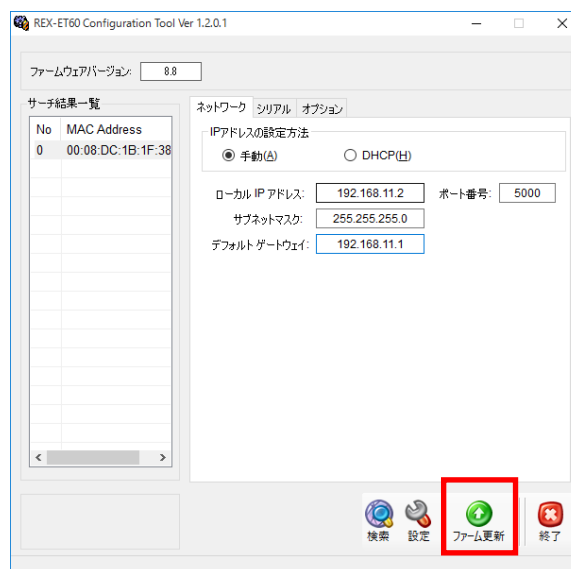 REX-ET60 Configuration Tool Ver 1.2.0.1
ファームウェアバージョン: 8.8
サーチ結果一覧
No MAC Address
0 00:08:DC:1B:1F:38
ネットワーク シリアル オプション
IPアドレスの設定方法
手動(A) DHCP(H)
ローカル IP アドレス: 192.168.11.2 ポート番号: 5000
サブネットマスク: 255.255.255.0
デフォルト ゲートウェイ: 192.168.11.1
検索 設定 ファーム更新 終了